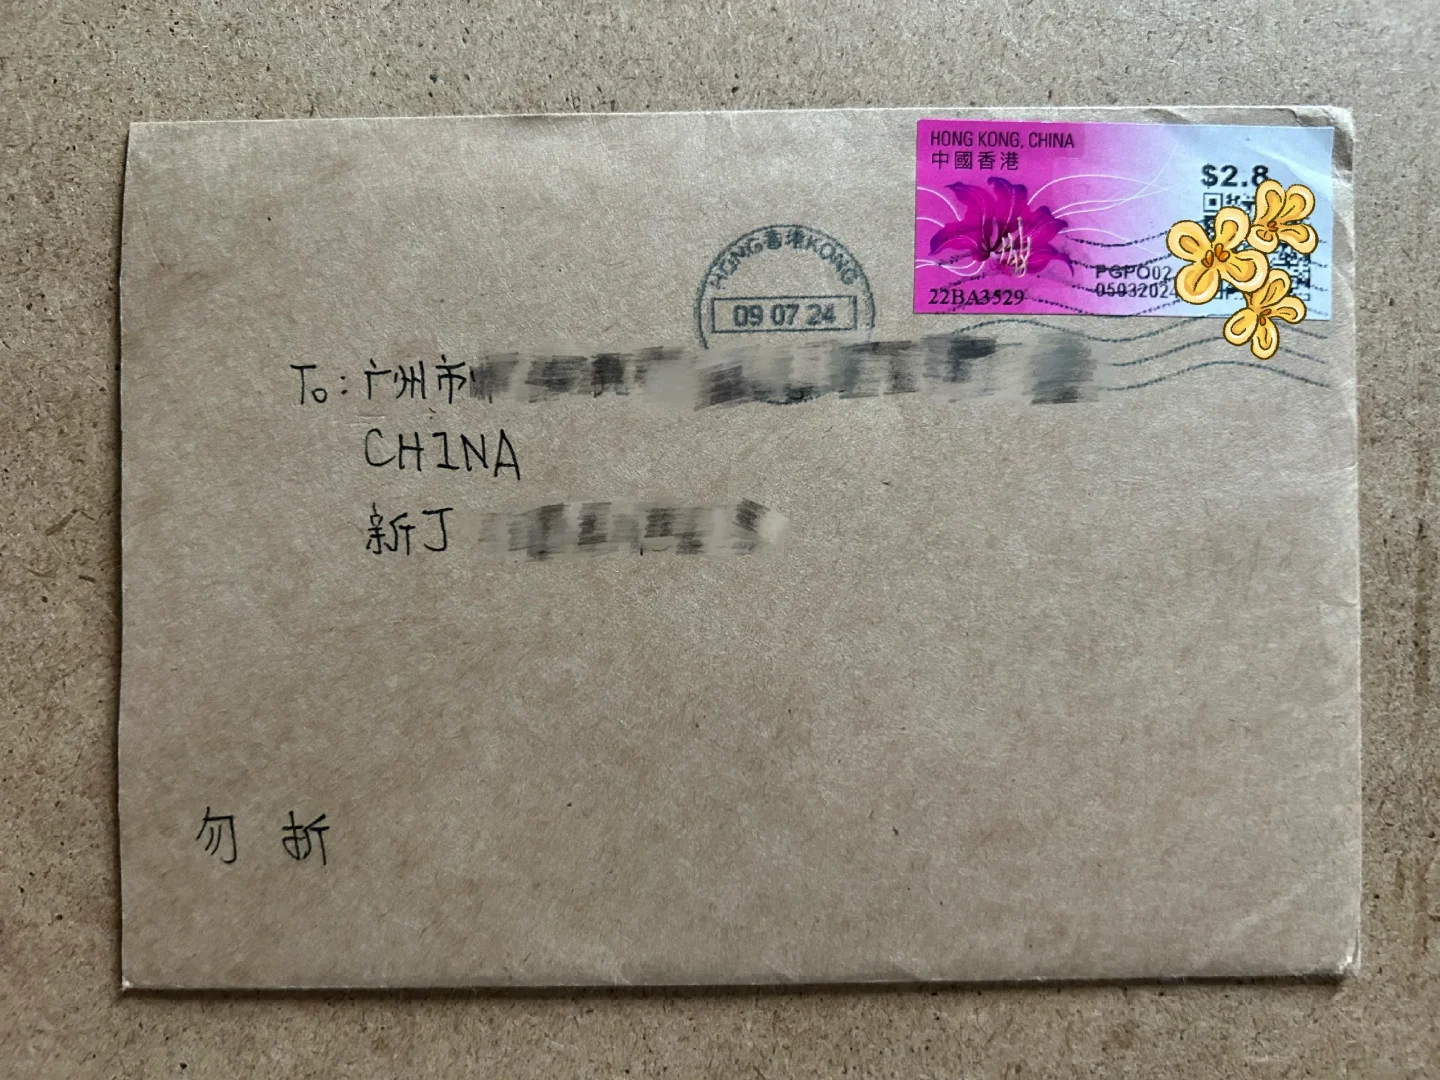 HONG KONG, CHINA
中國香港
$2.8
HONG香港KONG
09 07 24
PGPO02
22BA3529
05032024
To: 广州市
CHINA
新丁
勿 折